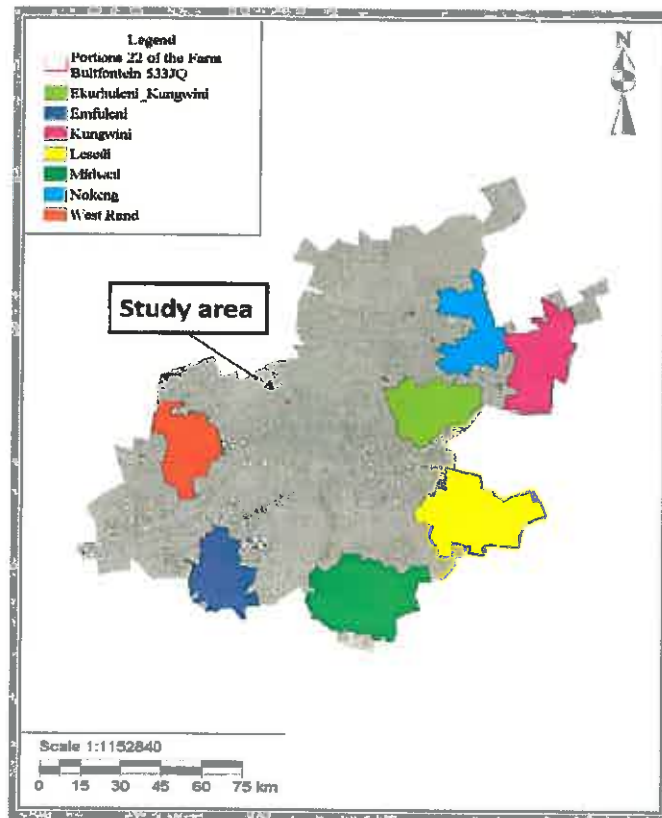 Legend
Portions 22 of the Farm
Bultfontein 533JQ
Ekurhuleni_Kungwini
Emfuleni
Kungwini
Lesedi
Midvaal
Nokeng
West Rand
N
Study area
Scale 1:1152840
0 15 30 45 60 75 km